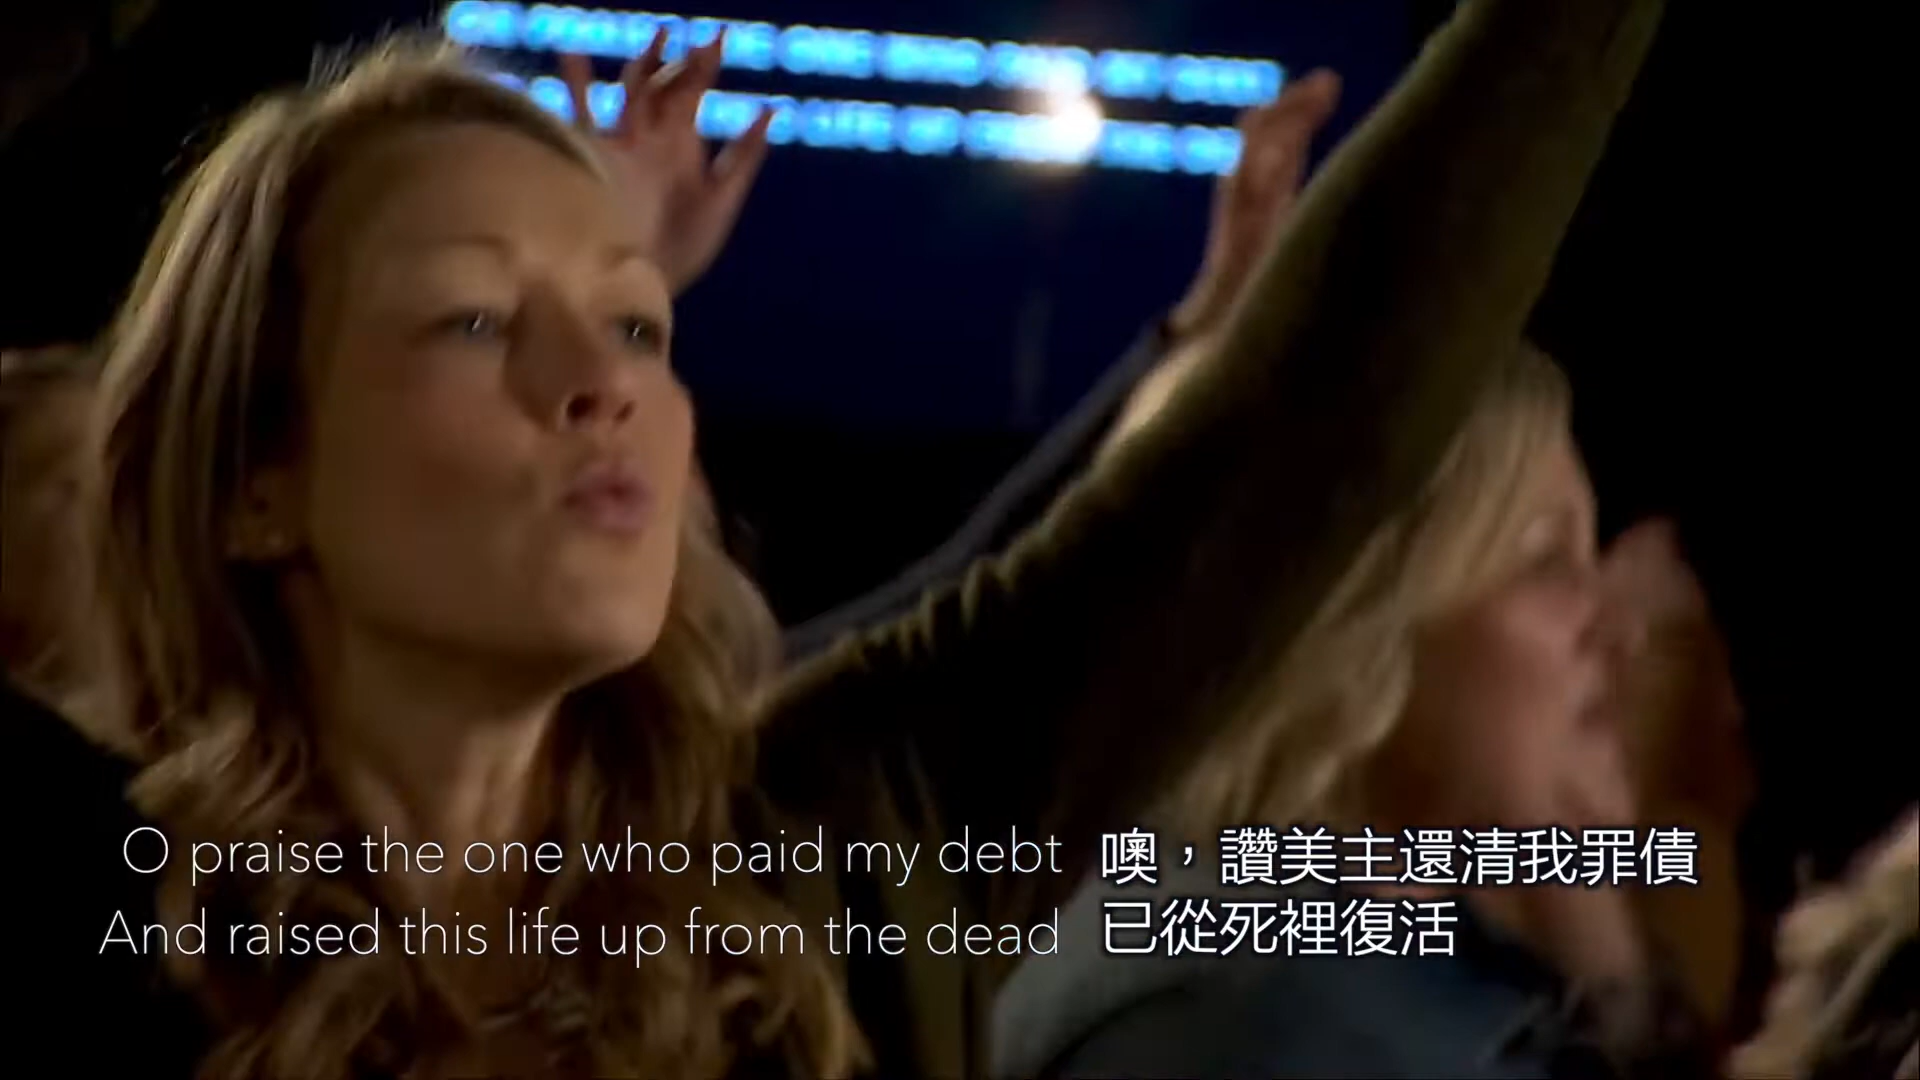 O praise the one who paid my debt
And raised this life up from the dead
噢，讚美主還清我罪債
已從死裡復活